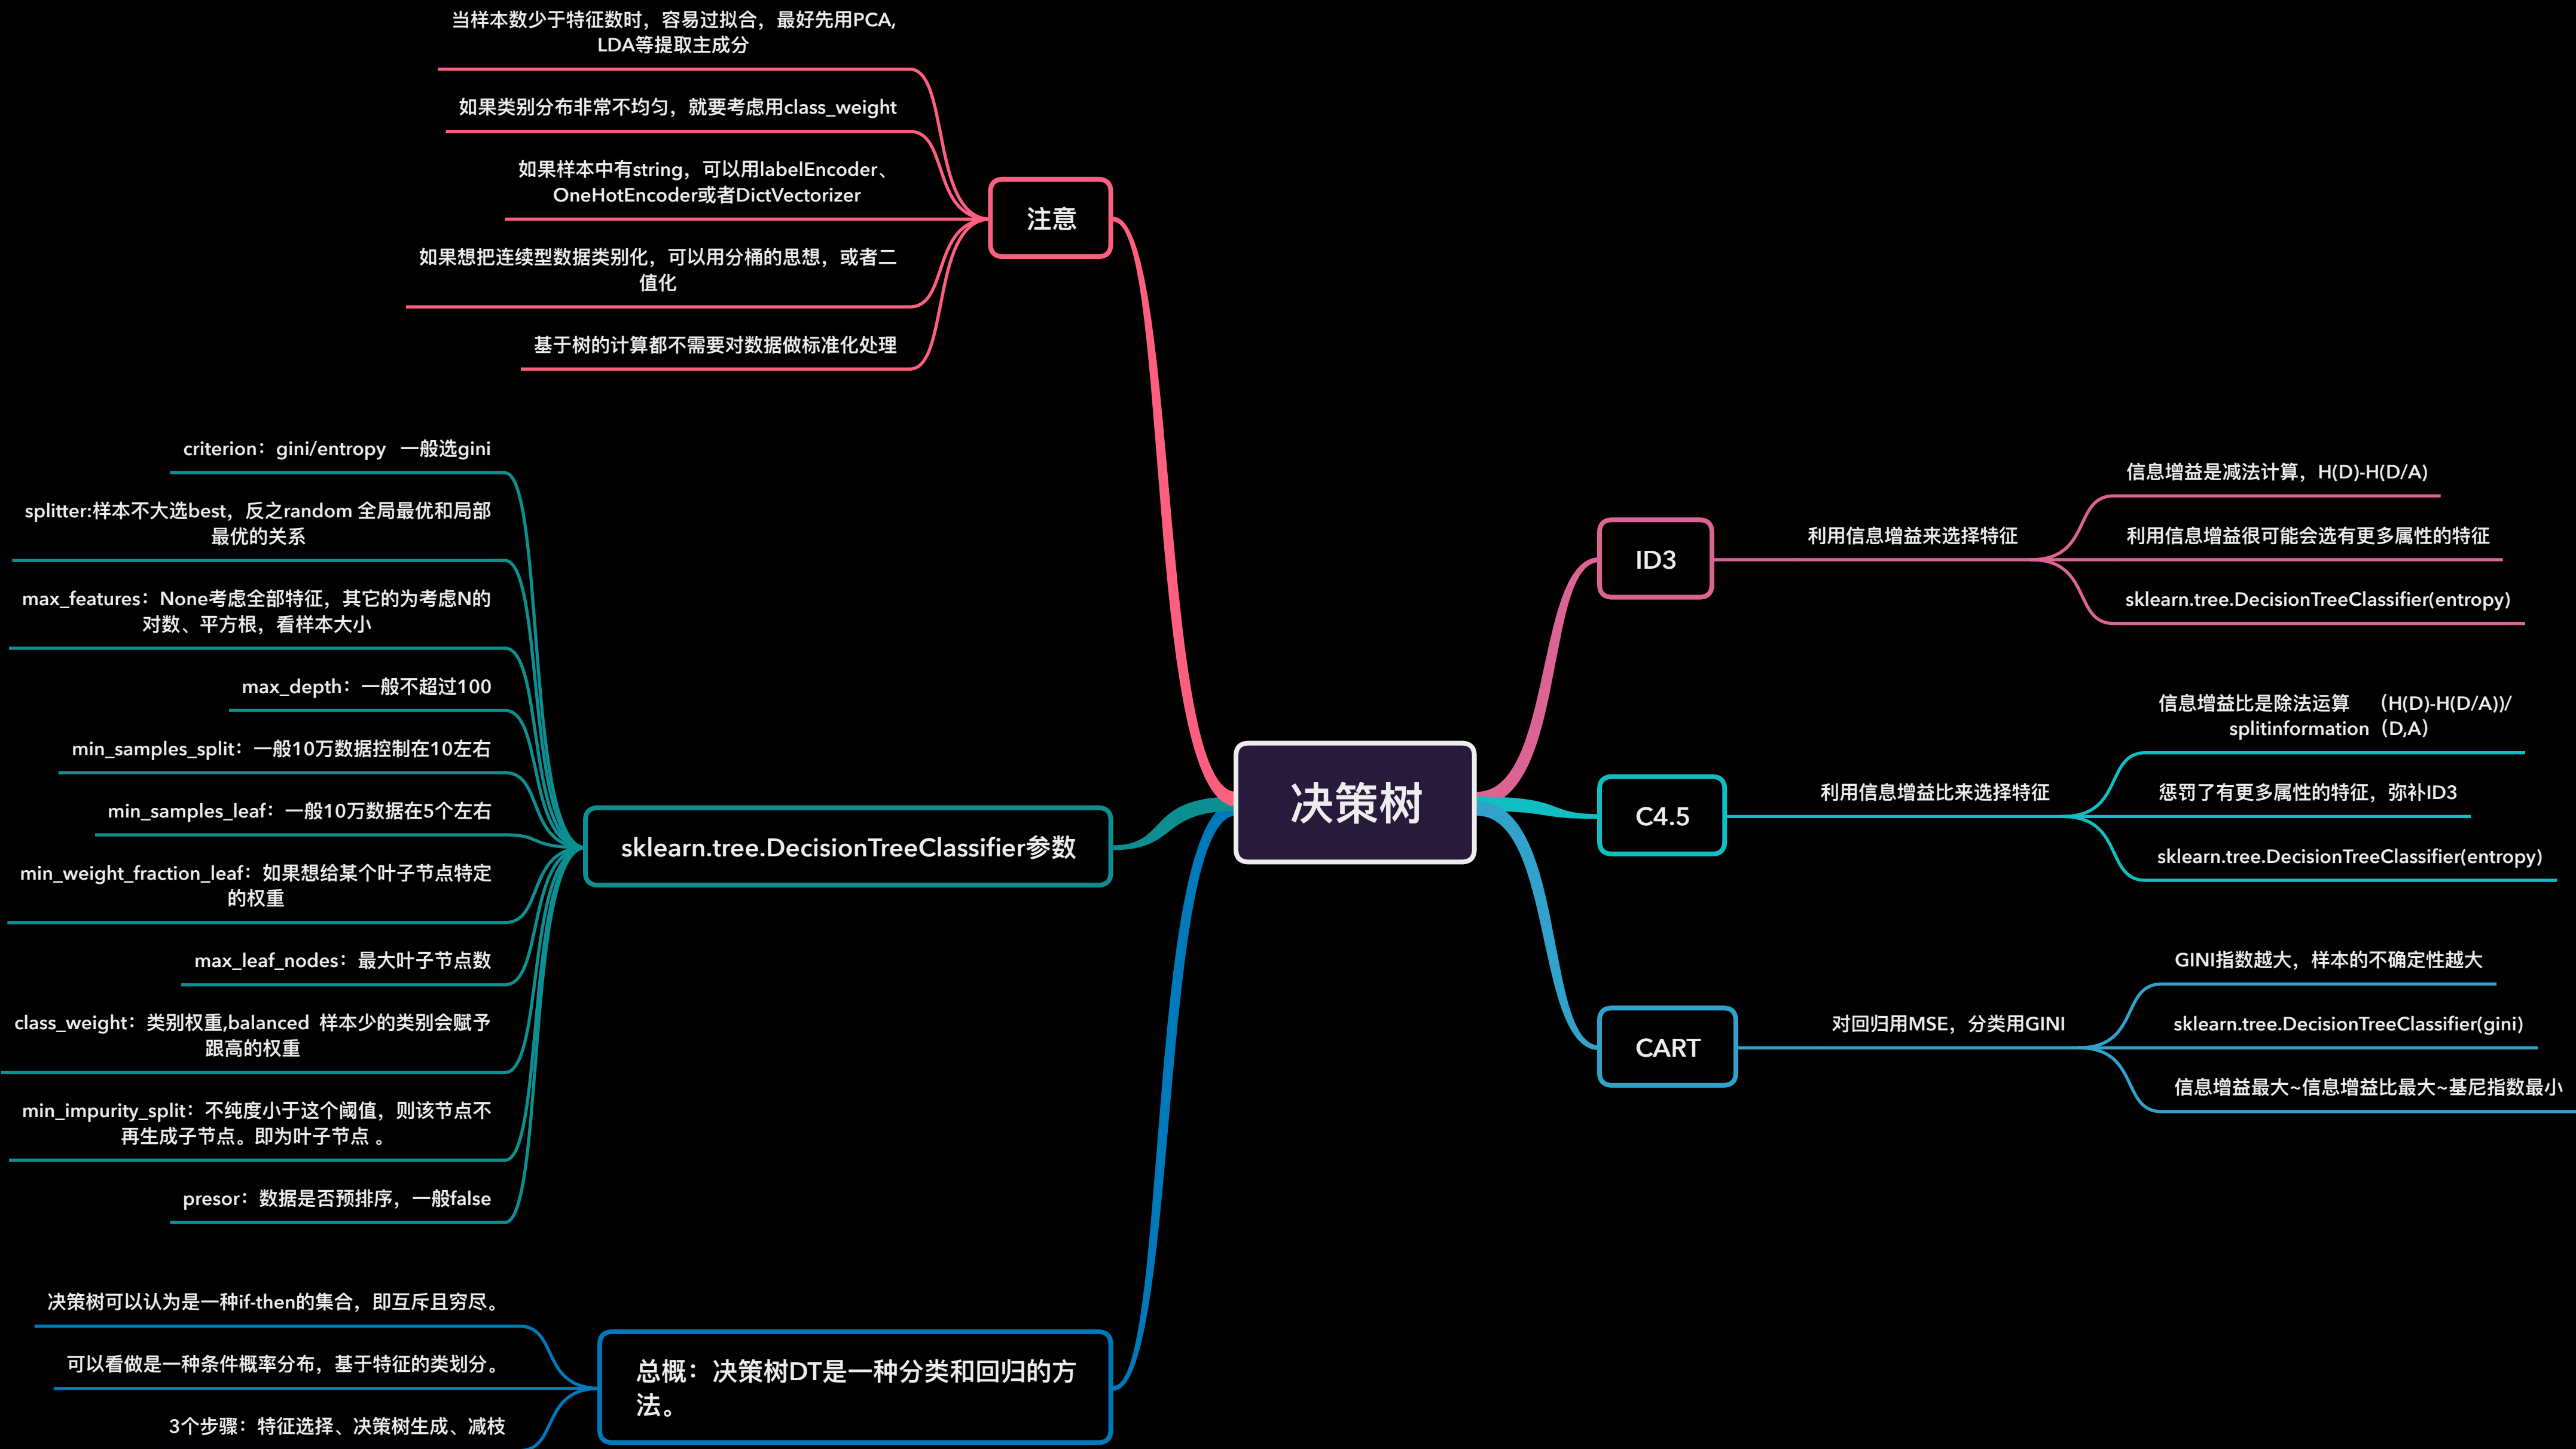 当样本数少于特征数时，容易过拟合，最好先用PCA,
LDA等提取主成分
如果类别分布非常不均匀，就要考虑用class_weight
如果样本中有string，可以用labelEncoder、
OneHotEncoder或者DictVectorizer
如果想把连续型数据类别化，可以用分桶的思想，或者二
值化
基于树的计算都不需要对数据做标准化处理
注意
criterion：gini/entropy 一般选gini
splitter:样本不大选best，反之random 全局最优和局部
最优的关系
max_features：None考虑全部特征，其它的为考虑N的
对数、平方根，看样本大小
max_depth：一般不超过100
min_samples_split：一般10万数据控制在10左右
min_samples_leaf：一般10万数据在5个左右
min_weight_fraction_leaf：如果想给某个叶子节点特定
的权重
max_leaf_nodes：最大叶子节点数
class_weight：类别权重,balanced 样本少的类别会赋予
跟高的权重
min_impurity_split：不纯度小于这个阈值，则该节点不
再生成子节点。即为叶子节点 。
presor：数据是否预排序，一般false
sklearn.tree.DecisionTreeClassifier参数
决策树可以认为是一种if-then的集合，即互斥且穷尽。
可以看做是一种条件概率分布，基于特征的类划分。
3个步骤：特征选择、决策树生成、减枝
总概：决策树DT是一种分类和回归的方
法。
决策树
ID3
利用信息增益来选择特征
信息增益是减法计算，H(D)-H(D/A)
利用信息增益很可能会选有更多属性的特征
sklearn.tree.DecisionTreeClassifier(entropy)
C4.5
利用信息增益比来选择特征
信息增益比是除法运算 （H(D)-H(D/A))/
splitinformation（D,A）
惩罚了有更多属性的特征，弥补ID3
sklearn.tree.DecisionTreeClassifier(entropy)
CART
对回归用MSE，分类用GINI
GINI指数越大，样本的不确定性越大
sklearn.tree.DecisionTreeClassifier(gini)
信息增益最大~信息增益比最大~基尼指数最小